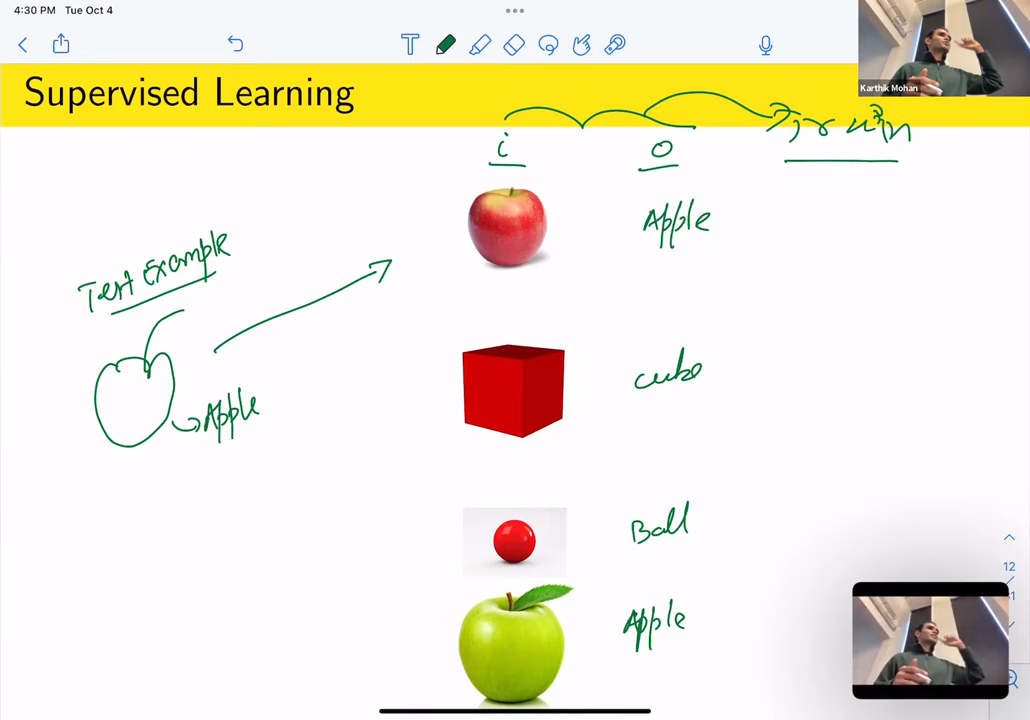 4:30 PM Tue Oct 4
Karthik Mohan
Supervised Learning
i o
Apple
Test Example
cube
Apple
Ball
12
Apple